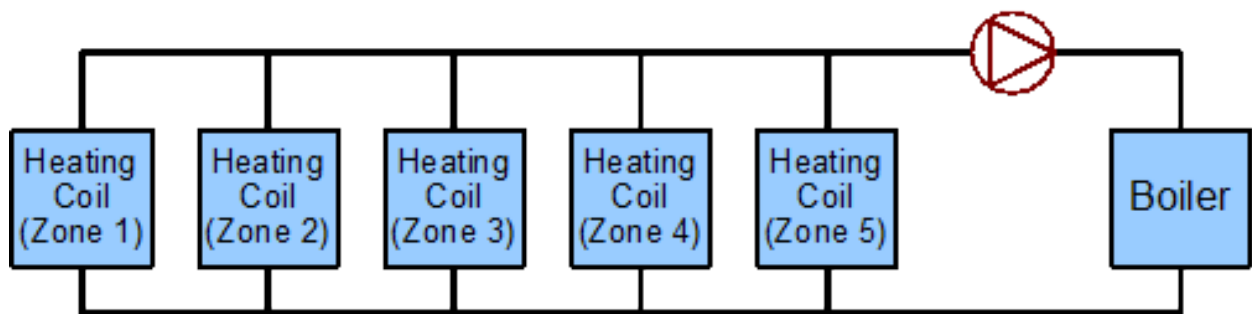 Heating
Coil
(Zone 1)
Heating
Coil
(Zone 2)
Heating
Coil
(Zone 3)
Heating
Coil
(Zone 4)
Heating
Coil
(Zone 5)
Boiler